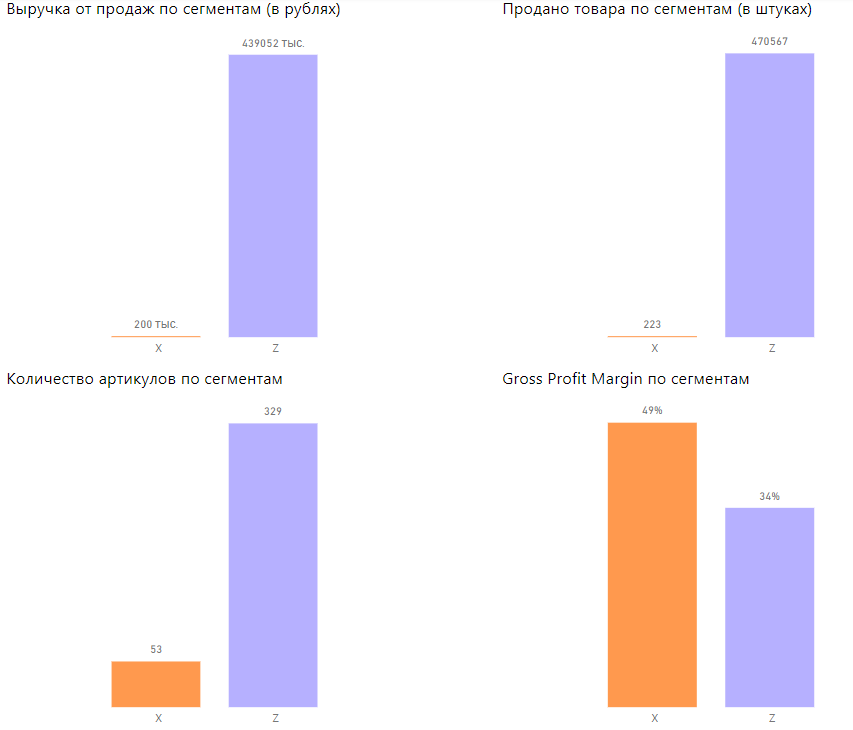 Выручка от продаж по сегментам (в рублях)
439052 тыс.
200 тыс.
X Z
Продано товара по сегментам (в штуках)
470567
223
X Z
Количество артикулов по сегментам
329
53
X Z
Gross Profit Margin по сегментам
49%
34%
X Z